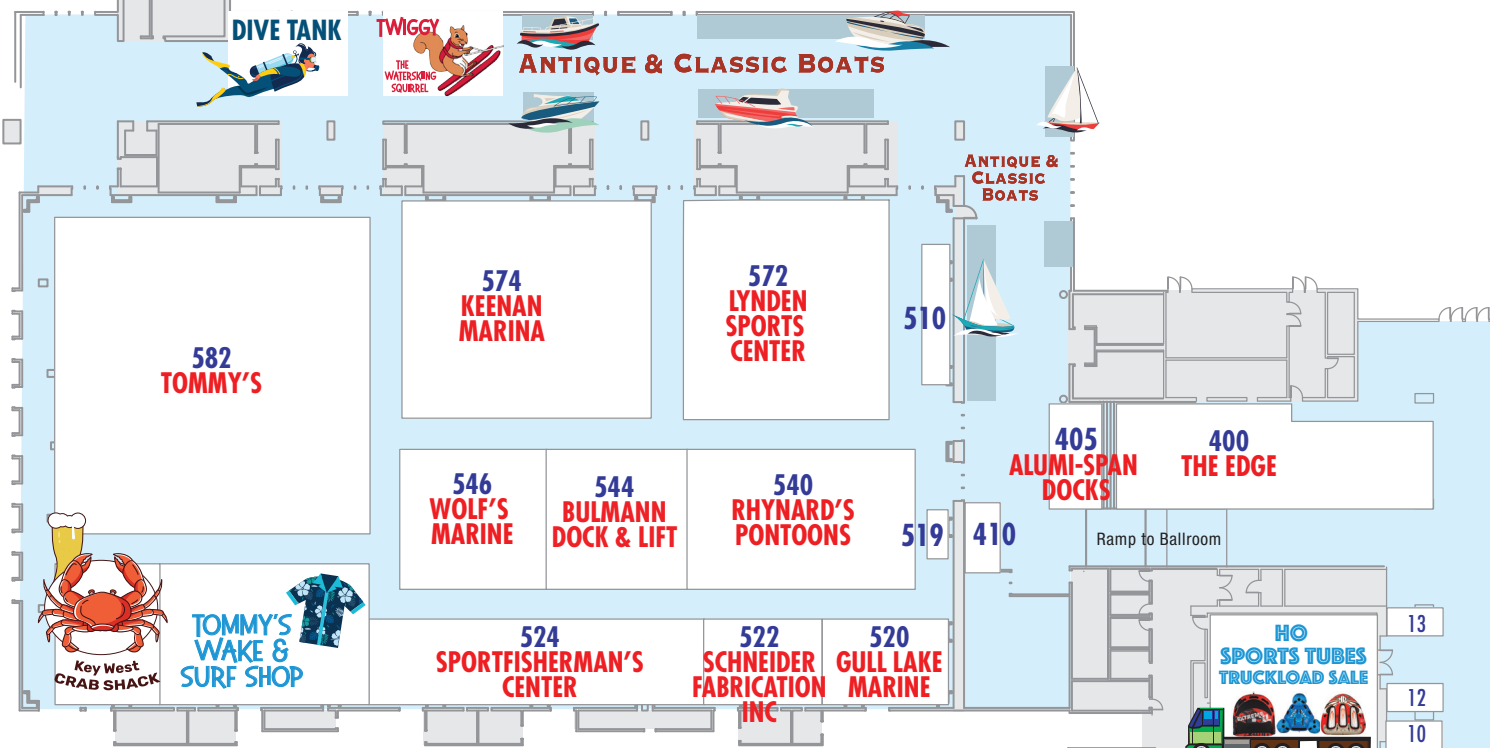 DIVE TANK
TWIGGY
THE
WATERSKIING
SQUIRREL
ANTIQUE & CLASSIC BOATS
ANTIQUE &
CLASSIC
BOATS
582
TOMMY'S
574
KEENAN
MARINA
572
LYNDEN
SPORTS
CENTER
510
405
ALUMI-SPAN
DOCKS
400
THE EDGE
546
WOLF'S
MARINE
544
BULMANN
DOCK & LIFT
540
RHYNARD'S
PONTOONS
519
410
Ramp to Ballroom
Key West
CRAB SHACK
TOMMY'S
WAKE &
SURF SHOP
524
SPORTFISHERMAN'S
CENTER
522
SCHNEIDER
FABRICATION
INC
520
GULL LAKE
MARINE
HO
SPORTS TUBES
TRUCKLOAD SALE
13
12
10